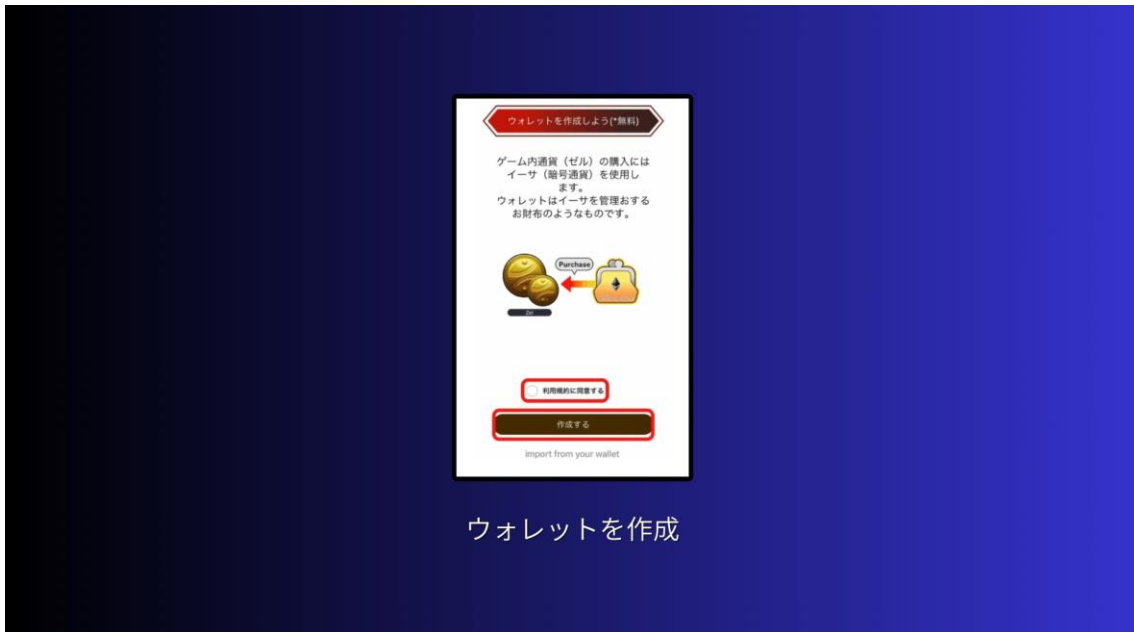 ウォレットを作成しよう(*無料)
ゲーム内通貨（ゼル）の購入には
イーサ（暗号通貨）を使用し
ます。
ウォレットはイーサを管理おする
お財布のようなものです。
Purchase
Zel
利用規約に同意する
作成する
import from your wallet
ウォレットを作成